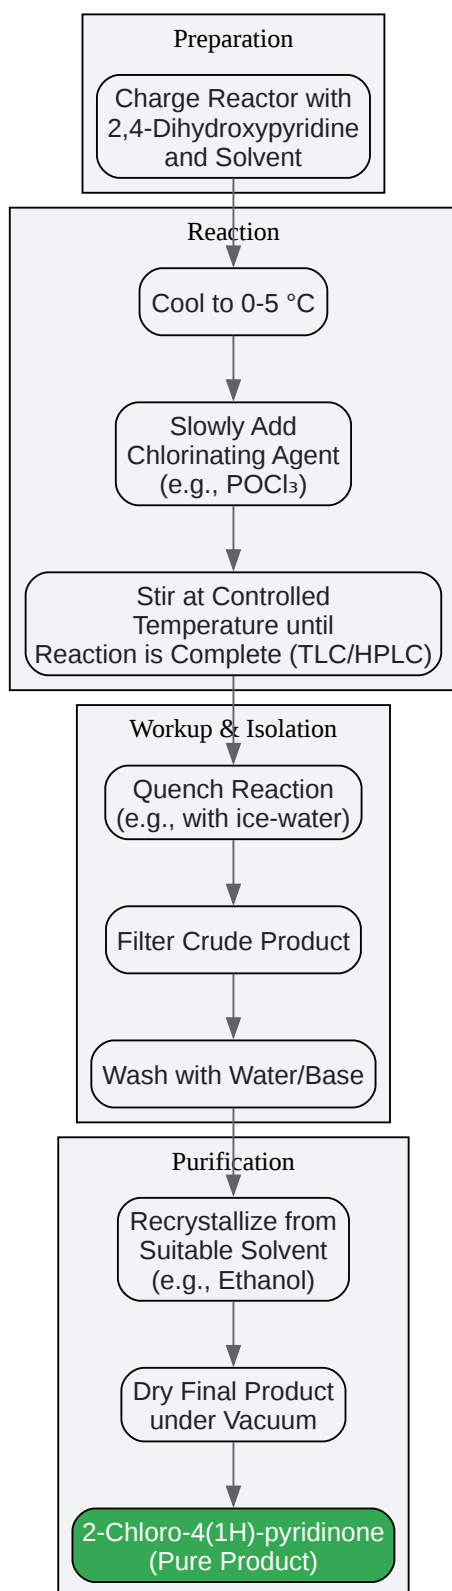 Preparation
Charge Reactor with
2,4-Dihydroxypyridine
and Solvent
Reaction
Cool to 0-5 °C
Slowly Add
Chlorinating Agent
(e.g., POCl₃)
Stir at Controlled
Temperature until
Reaction is Complete (TLC/HPLC)
Workup & Isolation
Quench Reaction
(e.g., with ice-water)
Filter Crude Product
Wash with Water/Base
Purification
Recrystallize from
Suitable Solvent
(e.g., Ethanol)
Dry Final Product
under Vacuum
2-Chloro-4(1H)-pyridinone
(Pure Product)